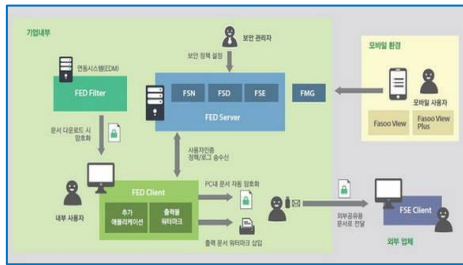 기업내부
보안 관리자
보안 정책 설정
연동시스템(EDM)
FED Filter
FSN
FSD
FSE
FED Server
FMG
모바일 환경
모바일 사용자
Fasoo View
Fasoo View
Plus
문서 다운로드 시
암호화
사용자인증
정책/로그 송수신
내부 사용자
FED Client
추가
애플리케이션
출력물
워터마크
PC내 문서 자동 암호화
출력 문서 워터마크 삽입
외부공유용
문서로 전달
FSE Client
외부 업체